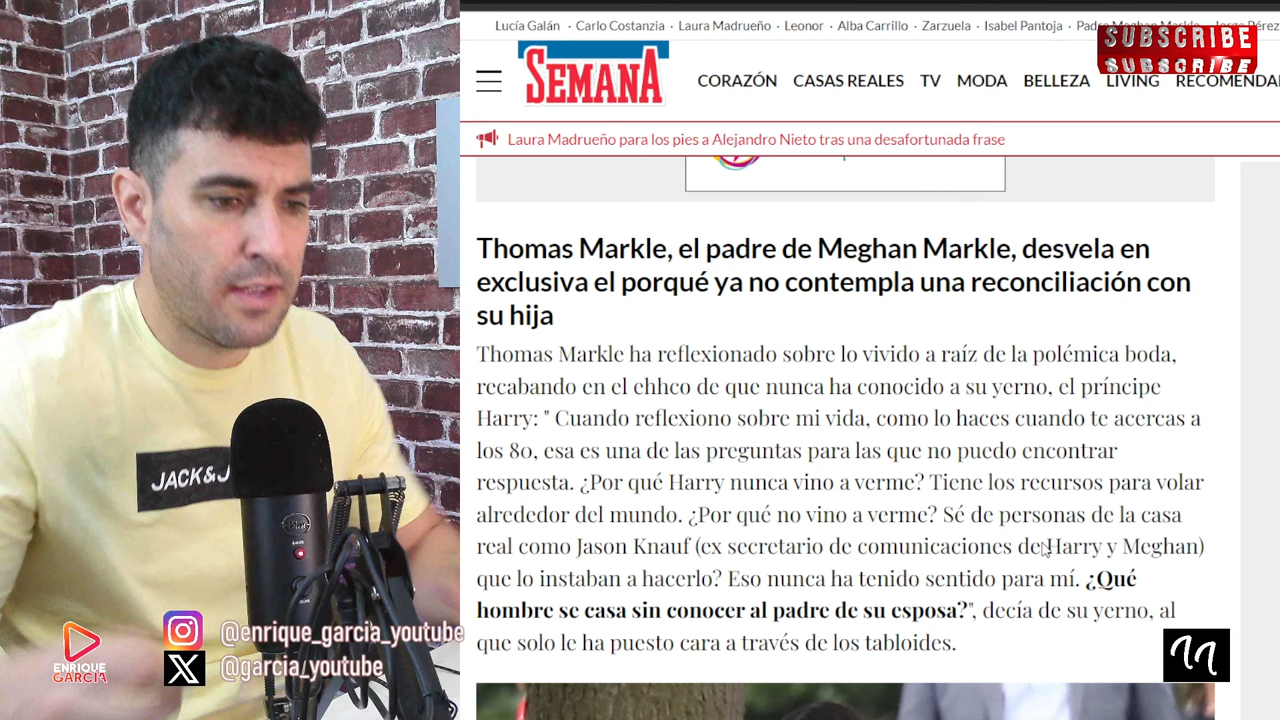 Lucía Galán · Carlo Costanzia · Laura Madrueño · Leonor · Alba Carrillo · Zarzuela · Isabel Pantoja · Padre Meghan Markle · Jorge Pérez
SUBSCRIBE
SUBSCRIBE
SEMANA
CORAZÓN CASAS REALES TV MODA BELLEZA LIVING RECOMENDA
Laura Madrueño para los pies a Alejandro Nieto tras una desafortunada frase
Thomas Markle, el padre de Meghan Markle, desvela en
exclusiva el porqué ya no contempla una reconciliación con
su hija
Thomas Markle ha reflexionado sobre lo vivido a raíz de la polémica boda,
recabando en el ehhco de que nunca ha conocido a su yerno, el príncipe
Harry: " Cuando reflexiono sobre mi vida, como lo haces cuando te acercas a
los 80, esa es una de las preguntas para las que no puedo encontrar
respuesta. ¿Por qué Harry nunca vino a verme? Tiene los recursos para volar
alrededor del mundo. ¿Por qué no vino a verme? Sé de personas de la casa
real como Jason Knauf (ex secretario de comunicaciones de Harry y Meghan)
que lo instaban a hacerlo? Eso nunca ha tenido sentido para mí. ¿Qué
hombre se casa sin conocer al padre de su esposa?", decía de su yerno, al
que solo le ha puesto cara a través de los tabloides.
JACK&J
blue
ENRIQUE
GARCIA
@enrique_garcia_youtube
@garcia_youtube